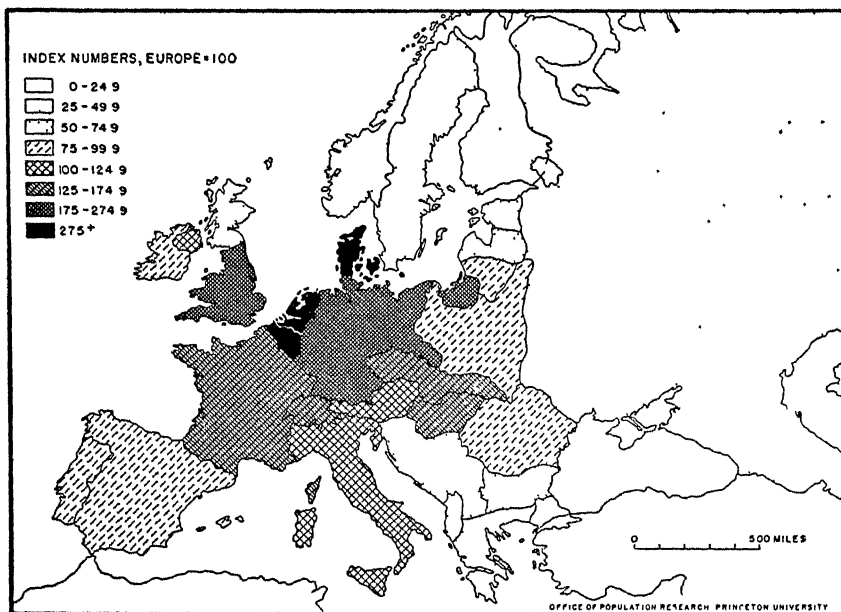 INDEX NUMBERS, EUROPE=100
0-24 9
25-49 9
50-74 9
75-99 9
100-124 9
125-174 9
175-274 9
275+
0 500 MILES
OFFICE OF POPULATION RESEARCH PRINCETON UNIVERSITY